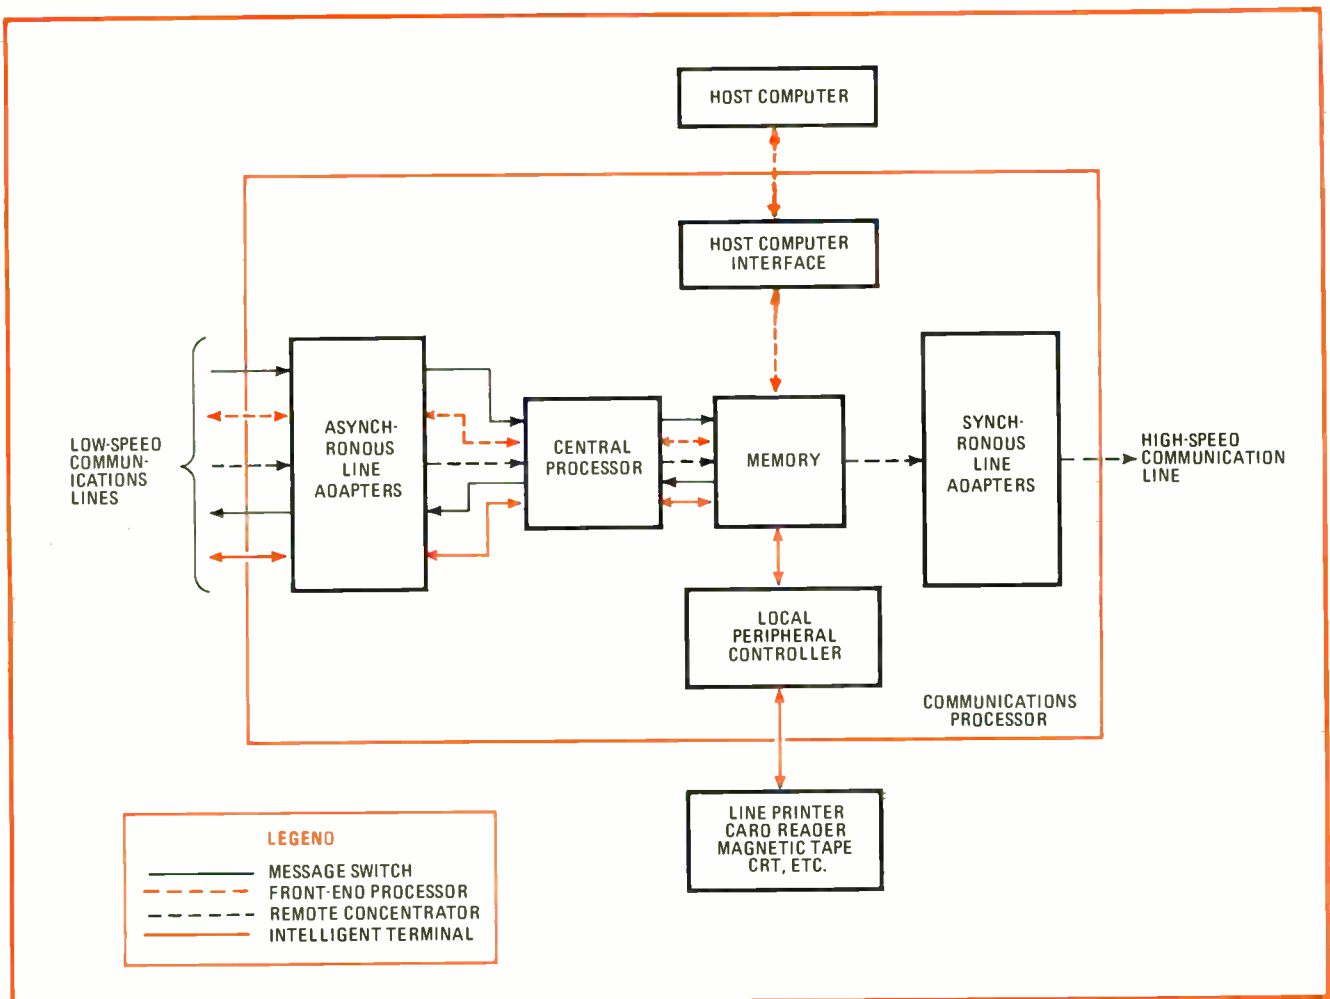 HOST COMPUTER
HOST COMPUTER
INTERFACE
LOW-SPEED
COMMUN-
ICATIONS
LINES
ASYNCH-
RONOUS
LINE
ADAPTERS
CENTRAL
PROCESSOR
MEMORY
SYNCH-
RONOUS
LINE
ADAPTERS
HIGH-SPEED
COMMUNICATION
LINE
LOCAL
PERIPHERAL
CONTROLLER
COMMUNICATIONS
PROCESSOR
LINE PRINTER
CARD READER
MAGNETIC TAPE
CRT, ETC.
LEGEND
MESSAGE SWITCH
FRONT-END PROCESSOR
REMOTE CONCENTRATOR
INTELLIGENT TERMINAL